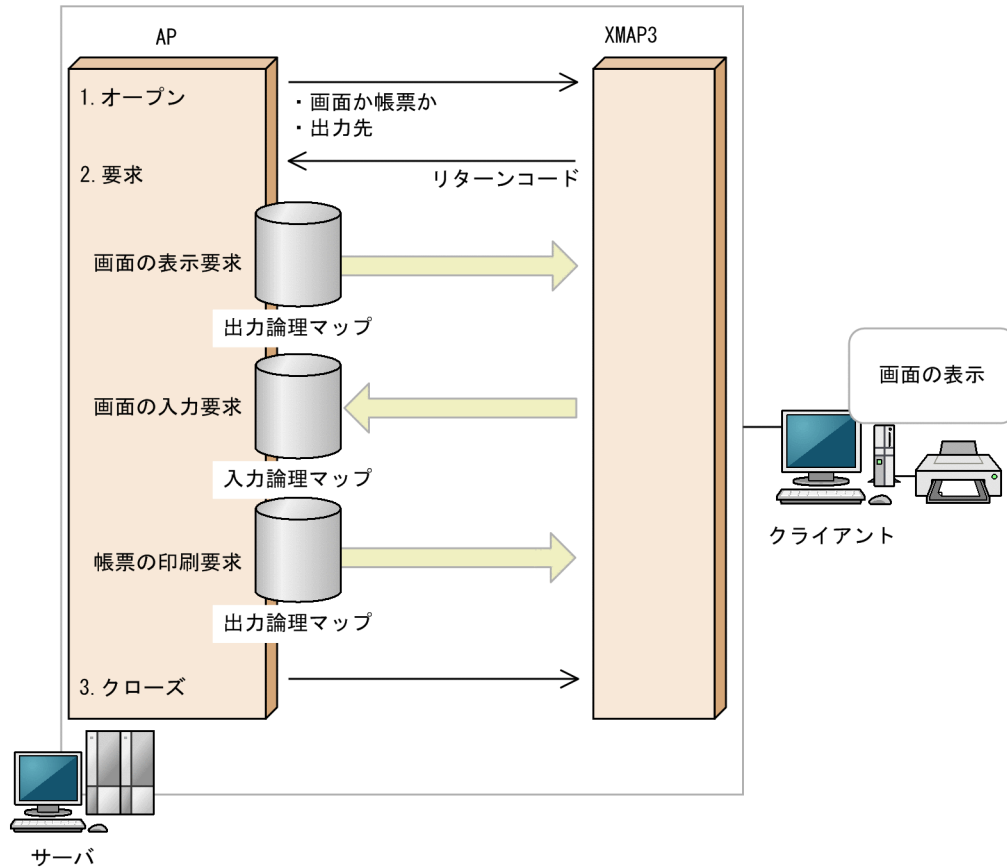 AP
XMAP3
1. オープン
・画面か帳票か
・出力先
2. 要求
リターンコード
画面の表示要求
出力論理マップ
画面の入力要求
入力論理マップ
帳票の印刷要求
出力論理マップ
3. クローズ
画面の表示
クライアント
サーバ